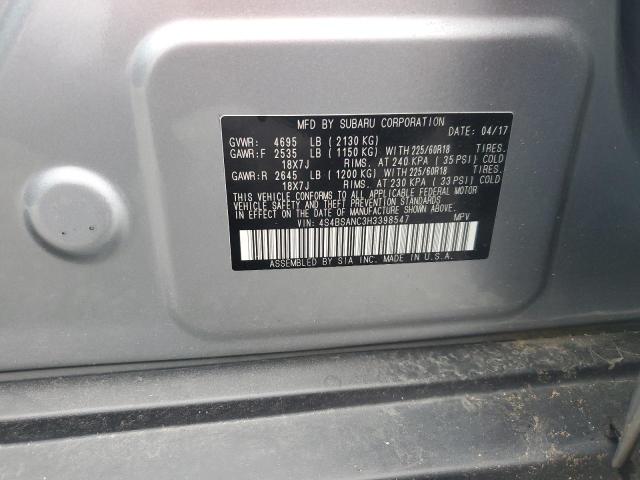 MFD BY SUBARU CORPORATION
DATE: 04/17
GVWR: 4695 LB (2130 KG)
GAWR:F 2535 LB (1150 KG) WITH 225/60R18 TIRES.
18X7J RIMS. AT 240 KPA (35 PSI) COLD
GAWR:R 2645 LB (1200 KG) WITH 225/60R18 TIRES.
18X7J RIMS. AT 230 KPA (33 PSI) COLD
THIS VEHICLE CONFORMS TO ALL APPLICABLE FEDERAL MOTOR
VEHICLE SAFETY AND THEFT PREVENTION STANDARDS IN
EFFECT ON THE DATE OF MANUFACTURE SHOWN ABOVE.
VIN: 4S4BSANC3H3398547 MPV
ASSEMBLED BY SIA INC. MADE IN U.S.A.